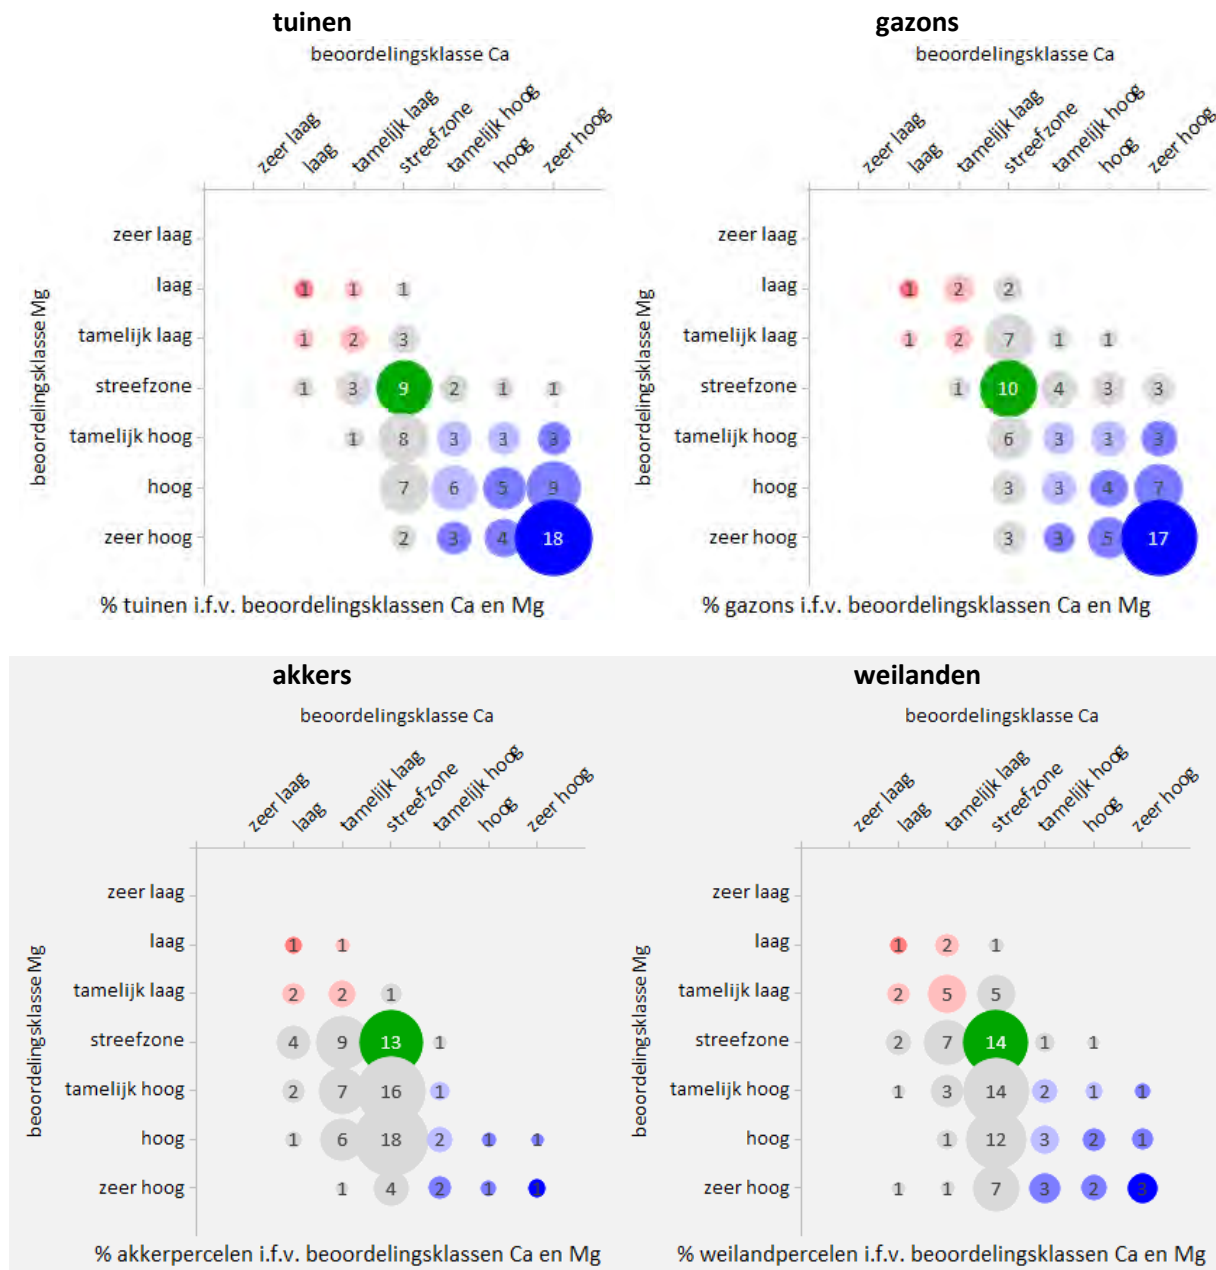 tuinen
beoordelingsklasse Ca
zeer laag laag tamelijk laag streefzone tamelijk hoog hoog zeer hoog
beoordelingsklasse Mg
zeer laag
laag 1 1 1
tamelijk laag 1 2 3
streefzone 1 3 9 2 1 1
tamelijk hoog 1 8 3 3 3
hoog 7 6 5 9
zeer hoog 2 3 4 18
% tuinen i.f.v. beoordelingsklassen Ca en Mg
gazons
beoordelingsklasse Ca
zeer laag laag tamelijk laag streefzone tamelijk hoog hoog zeer hoog
beoordelingsklasse Mg
zeer laag
laag 1 2 2
tamelijk laag 1 2 7 1 1
streefzone 1 10 4 3 3
tamelijk hoog 6 3 3 3
hoog 3 3 4 7
zeer hoog 3 3 5 17
% gazons i.f.v. beoordelingsklassen Ca en Mg
akkers
beoordelingsklasse Ca
zeer laag laag tamelijk laag streefzone tamelijk hoog hoog zeer hoog
beoordelingsklasse Mg
zeer laag
laag 1 1
tamelijk laag 2 2 1
streefzone 4 9 13 1
tamelijk hoog 2 7 16 1
hoog 1 6 18 2 1 1
zeer hoog 1 4 2 1 1
% akkerpercelen i.f.v. beoordelingsklassen Ca en Mg
weilanden
beoordelingsklasse Ca
zeer laag laag tamelijk laag streefzone tamelijk hoog hoog zeer hoog
beoordelingsklasse Mg
zeer laag
laag 1 2 1
tamelijk laag 2 5 5
streefzone 2 7 14 1 1
tamelijk hoog 1 3 14 2 1 1
hoog 1 12 3 2 1
zeer hoog 1 1 7 3 2 3
% weilandpercelen i.f.v. beoordelingsklassen Ca en Mg